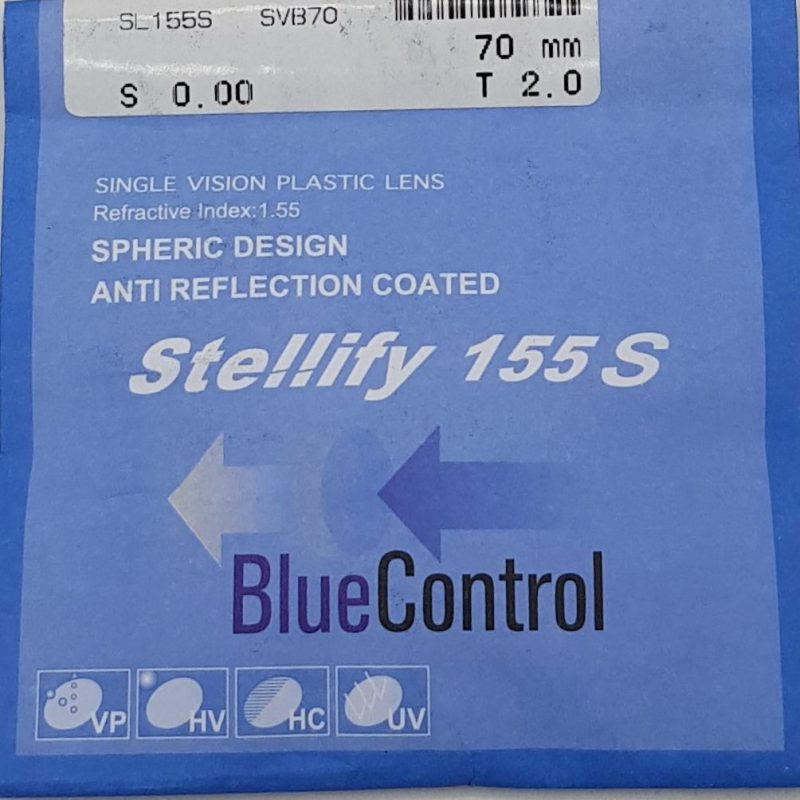 SL155S SVB70
70 mm
S 0.00 T 2.0
SINGLE VISION PLASTIC LENS
Refractive Index:1.55
SPHERIC DESIGN
ANTI REFLECTION COATED
Stellify 155 S
BlueControl
VP HV HC UV